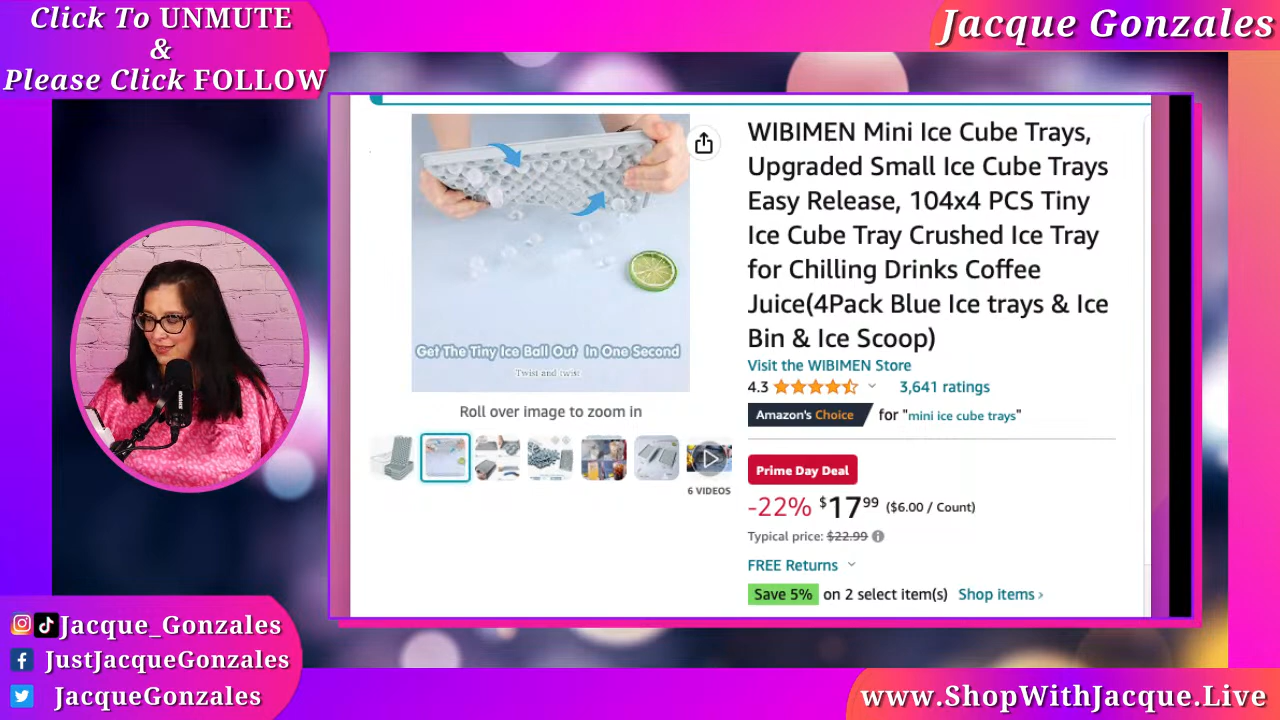 Click To UNMUTE
&
Please Click FOLLOW
Jacque Gonzales
Get The Tiny Ice Ball Out In One Second
Twist and twist
Roll over image to zoom in
6 VIDEOS
WIBIMEN Mini Ice Cube Trays,
Upgraded Small Ice Cube Trays
Easy Release, 104x4 PCS Tiny
Ice Cube Tray Crushed Ice Tray
for Chilling Drinks Coffee
Juice(4Pack Blue Ice trays & Ice
Bin & Ice Scoop)
Visit the WIBIMEN Store
4.3 3,641 ratings
Amazon's Choice for "mini ice cube trays"
Prime Day Deal
-22% $17.99 ($6.00 / Count)
Typical price: $22.99
FREE Returns
Save 5% on 2 select item(s) Shop items ›
Jacque_Gonzales
JustJacqueGonzales
JacqueGonzales
www.ShopWithJacque.Live